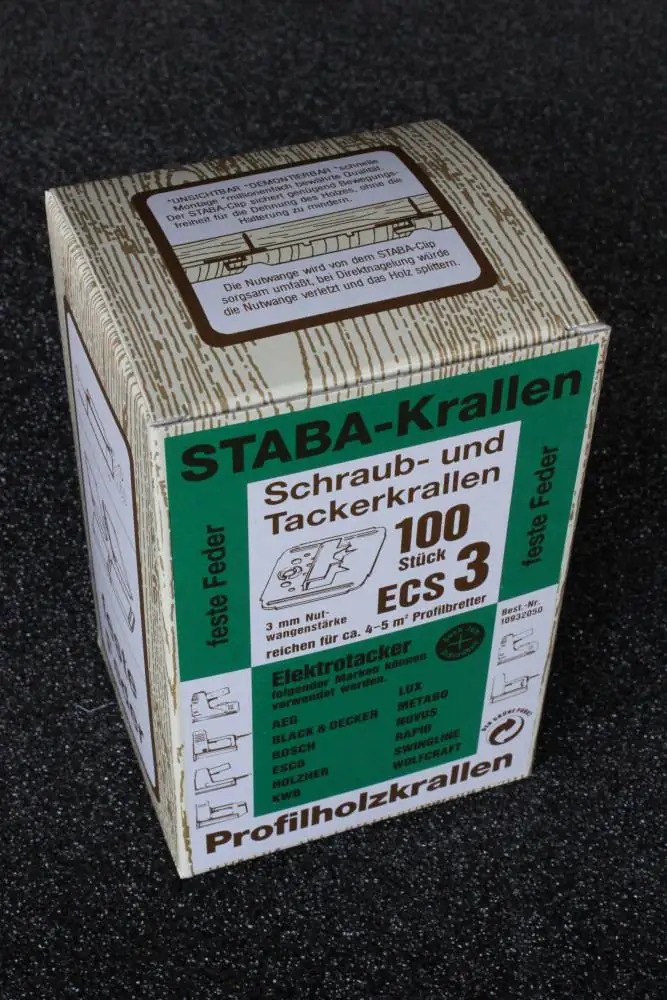 "UNSICHTBAR "DEMONTIERBAR "schnelle
Montage "millionenfach bewährte Qualität.
Der STABA-Clip sichert genügend Bewegungs-
freiheit für die Dehnung des Holzes, ohne die
Halterung zu mindern.
Die Nutwange wird von dem STABA-Clip
sorgsam umfaßt, bei Direktnagelung würde
die Nutwange verletzt und das Holz splittern.
STABA-Krallen
Schraub- und
Tackerkrallen
100
Stück
ECS 3
feste Feder
feste Feder
3 mm Nut-
wangenstärke
reichen für ca. 4-5 m² Profilbretter
Best.-Nr.
10932050
Elektrotacker
folgender Marken können
verwendet werden.
AEG
BLACK & DECKER
BOSCH
ESCO
HOLZHER
KWB
LUX
METABO
NOVUS
RAPID
SWINGLINE
WOLFCRAFT
DER GRÜNE PUNKT
Profilholzkrallen